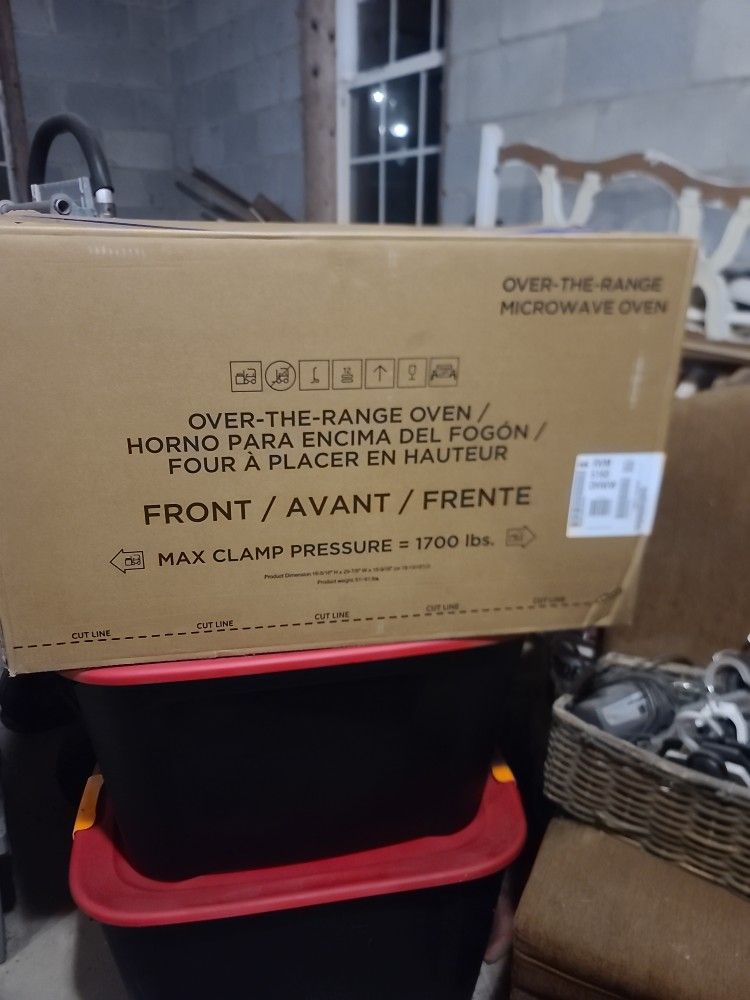 OVER-THE-RANGE
MICROWAVE OVEN
OVER-THE-RANGE OVEN /
HORNO PARA ENCIMA DEL FOGÓN /
FOUR À PLACER EN HAUTEUR
FRONT / AVANT / FRENTE
MAX CLAMP PRESSURE = 1700 lbs.
CUT LINE CUT LINE CUT LINE CUT LINE CUT LINE